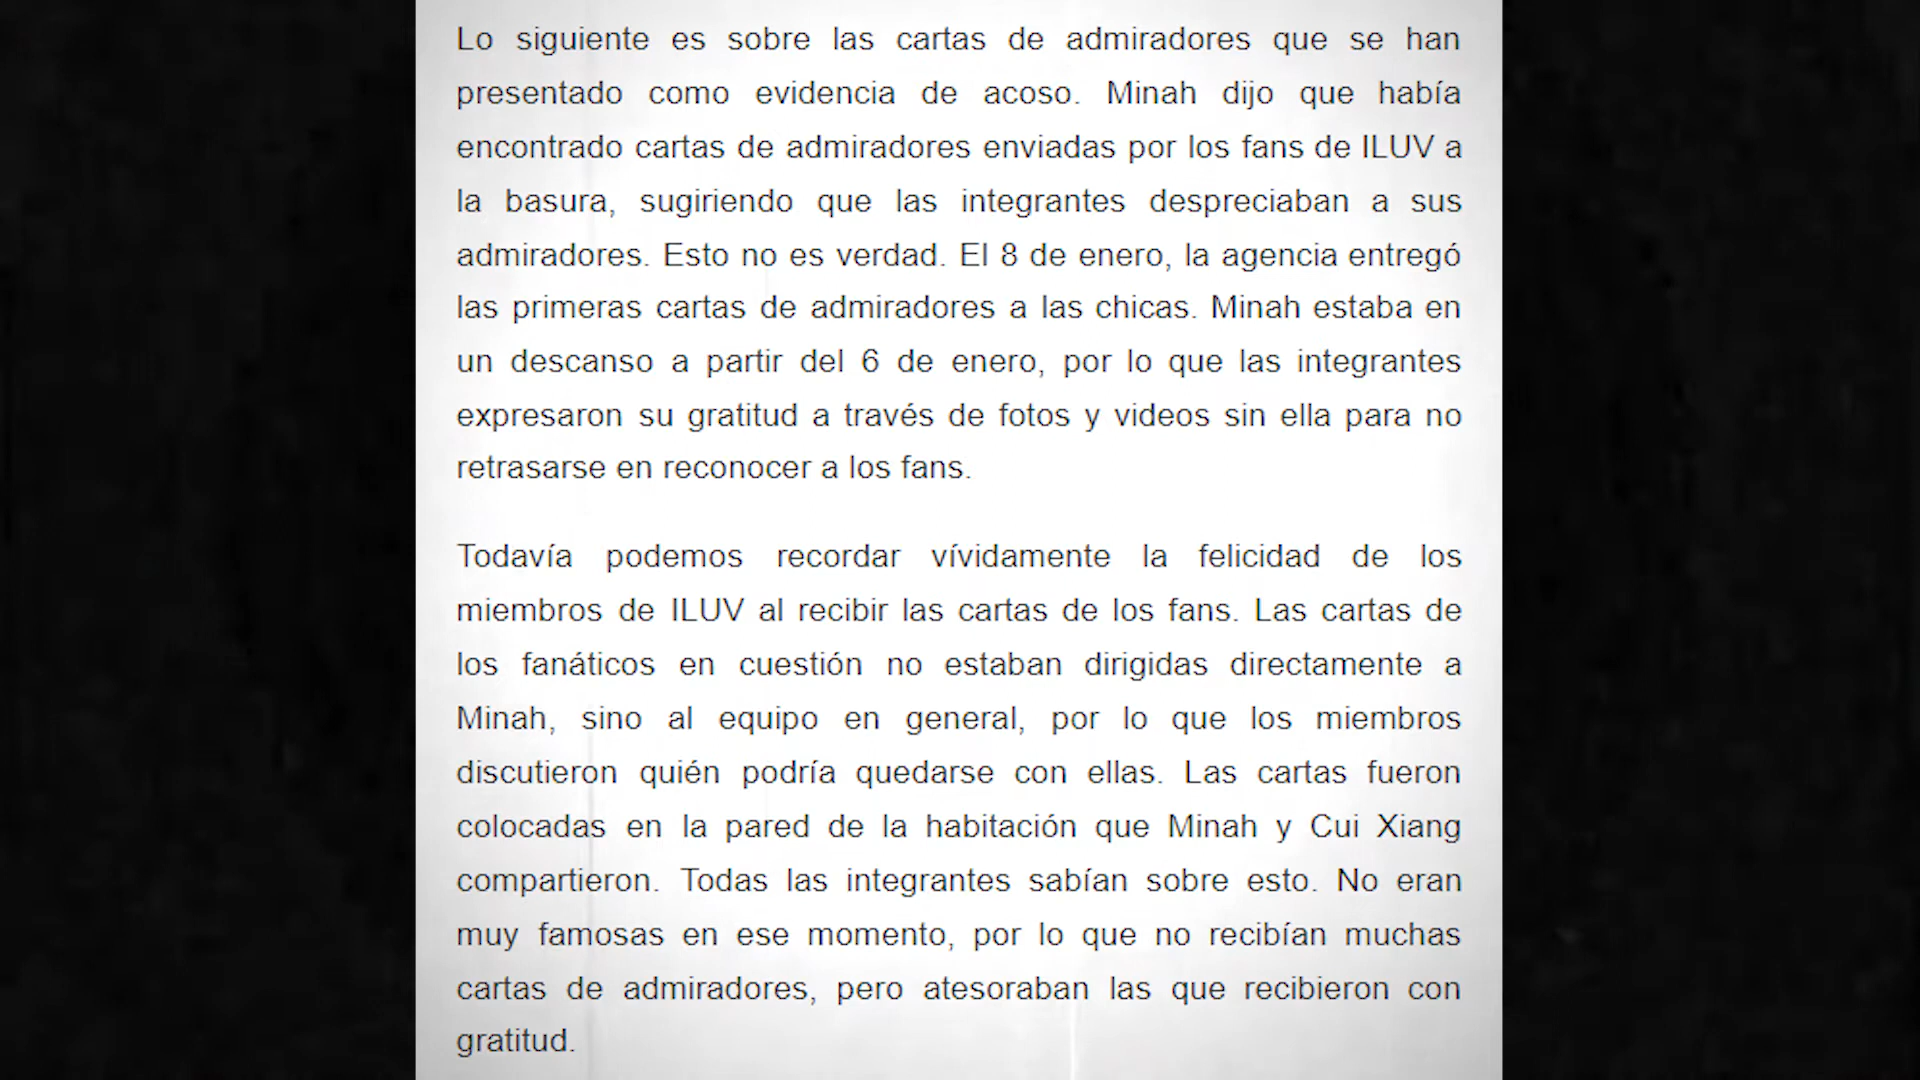 Lo siguiente es sobre las cartas de admiradores que se han
presentado como evidencia de acoso. Minah dijo que había
encontrado cartas de admiradores enviadas por los fans de ILUV a
la basura, sugiriendo que las integrantes despreciaban a sus
admiradores. Esto no es verdad. El 8 de enero, la agencia entregó
las primeras cartas de admiradores a las chicas. Minah estaba en
un descanso a partir del 6 de enero, por lo que las integrantes
expresaron su gratitud a través de fotos y videos sin ella para no
retrasarse en reconocer a los fans.
Todavía podemos recordar vívidamente la felicidad de los
miembros de ILUV al recibir las cartas de los fans. Las cartas de
los fanáticos en cuestión no estaban dirigidas directamente a
Minah, sino al equipo en general, por lo que los miembros
discutieron quién podría quedarse con ellas. Las cartas fueron
colocadas en la pared de la habitación que Minah y Cui Xiang
compartieron. Todas las integrantes sabían sobre esto. No eran
muy famosas en ese momento, por lo que no recibían muchas
cartas de admiradores, pero atesoraban las que recibieron con
gratitud.